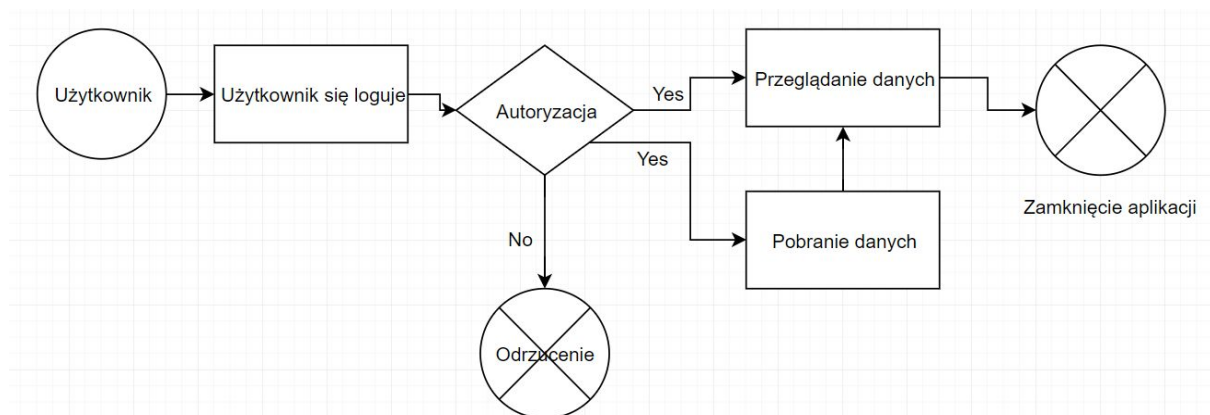 Użytkownik
Użytkownik się loguje
Autoryzacja
Yes
Przeglądanie danych
Yes
Zamknięcie aplikacji
No
Pobranie danych
Odrzucenie